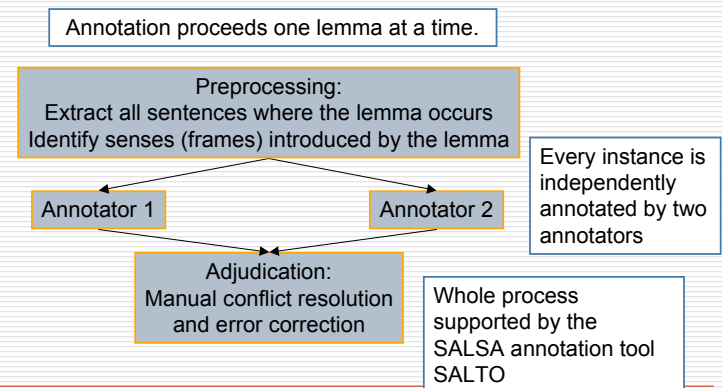 Annotation proceeds one lemma at a time.
Preprocessing:
Extract all sentences where the lemma occurs
Identify senses (frames) introduced by the lemma
Every instance is
independently
annotated by two
annotators
Annotator 1
Annotator 2
Adjudication:
Manual conflict resolution
and error correction
Whole process
supported by the
SALSA annotation tool
SALTO